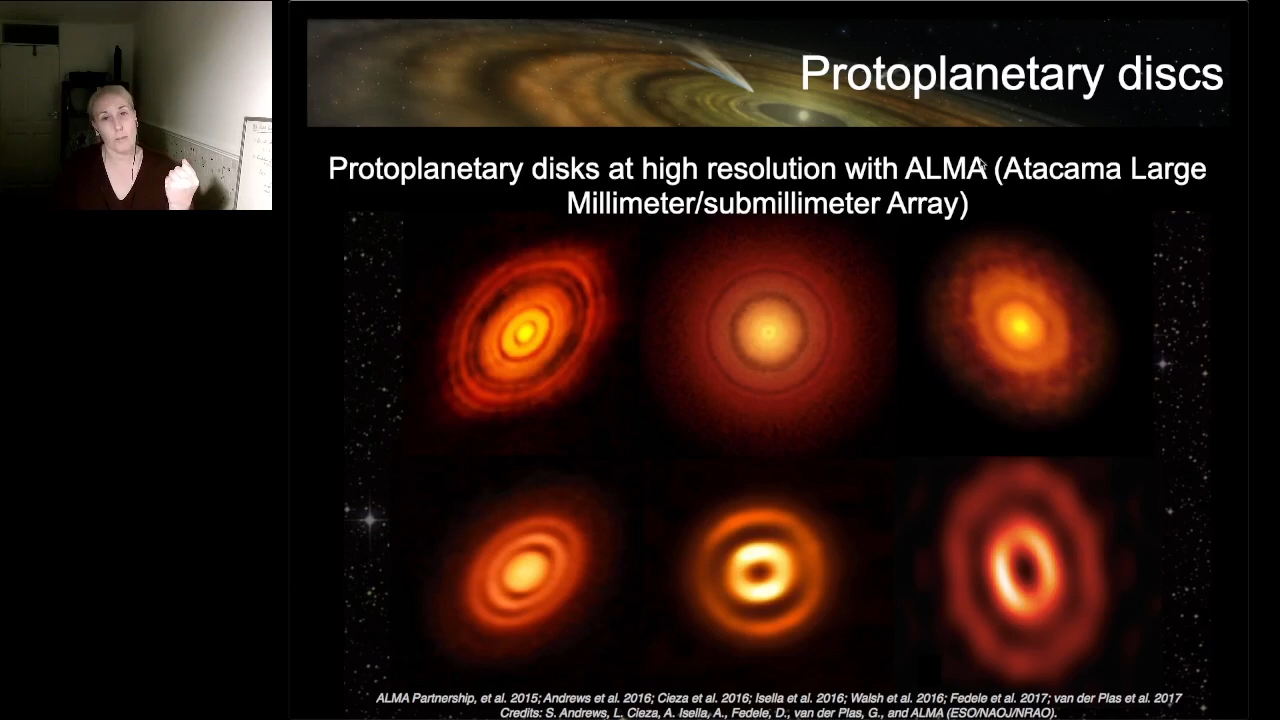 Protoplanetary discs
Protoplanetary disks at high resolution with ALMA (Atacama Large
Millimeter/submillimeter Array)
ALMA Partnership, et al. 2015; Andrews et al. 2016; Cieza et al. 2016; Isella et al. 2016; Walsh et al. 2016; Fedele et al. 2017; van der Plas et al. 2017
Credits: S. Andrews, L. Cieza, A. Isella, A., Fedele, D., van der Plas, G., and ALMA (ESO/NAOJ/NRAO).